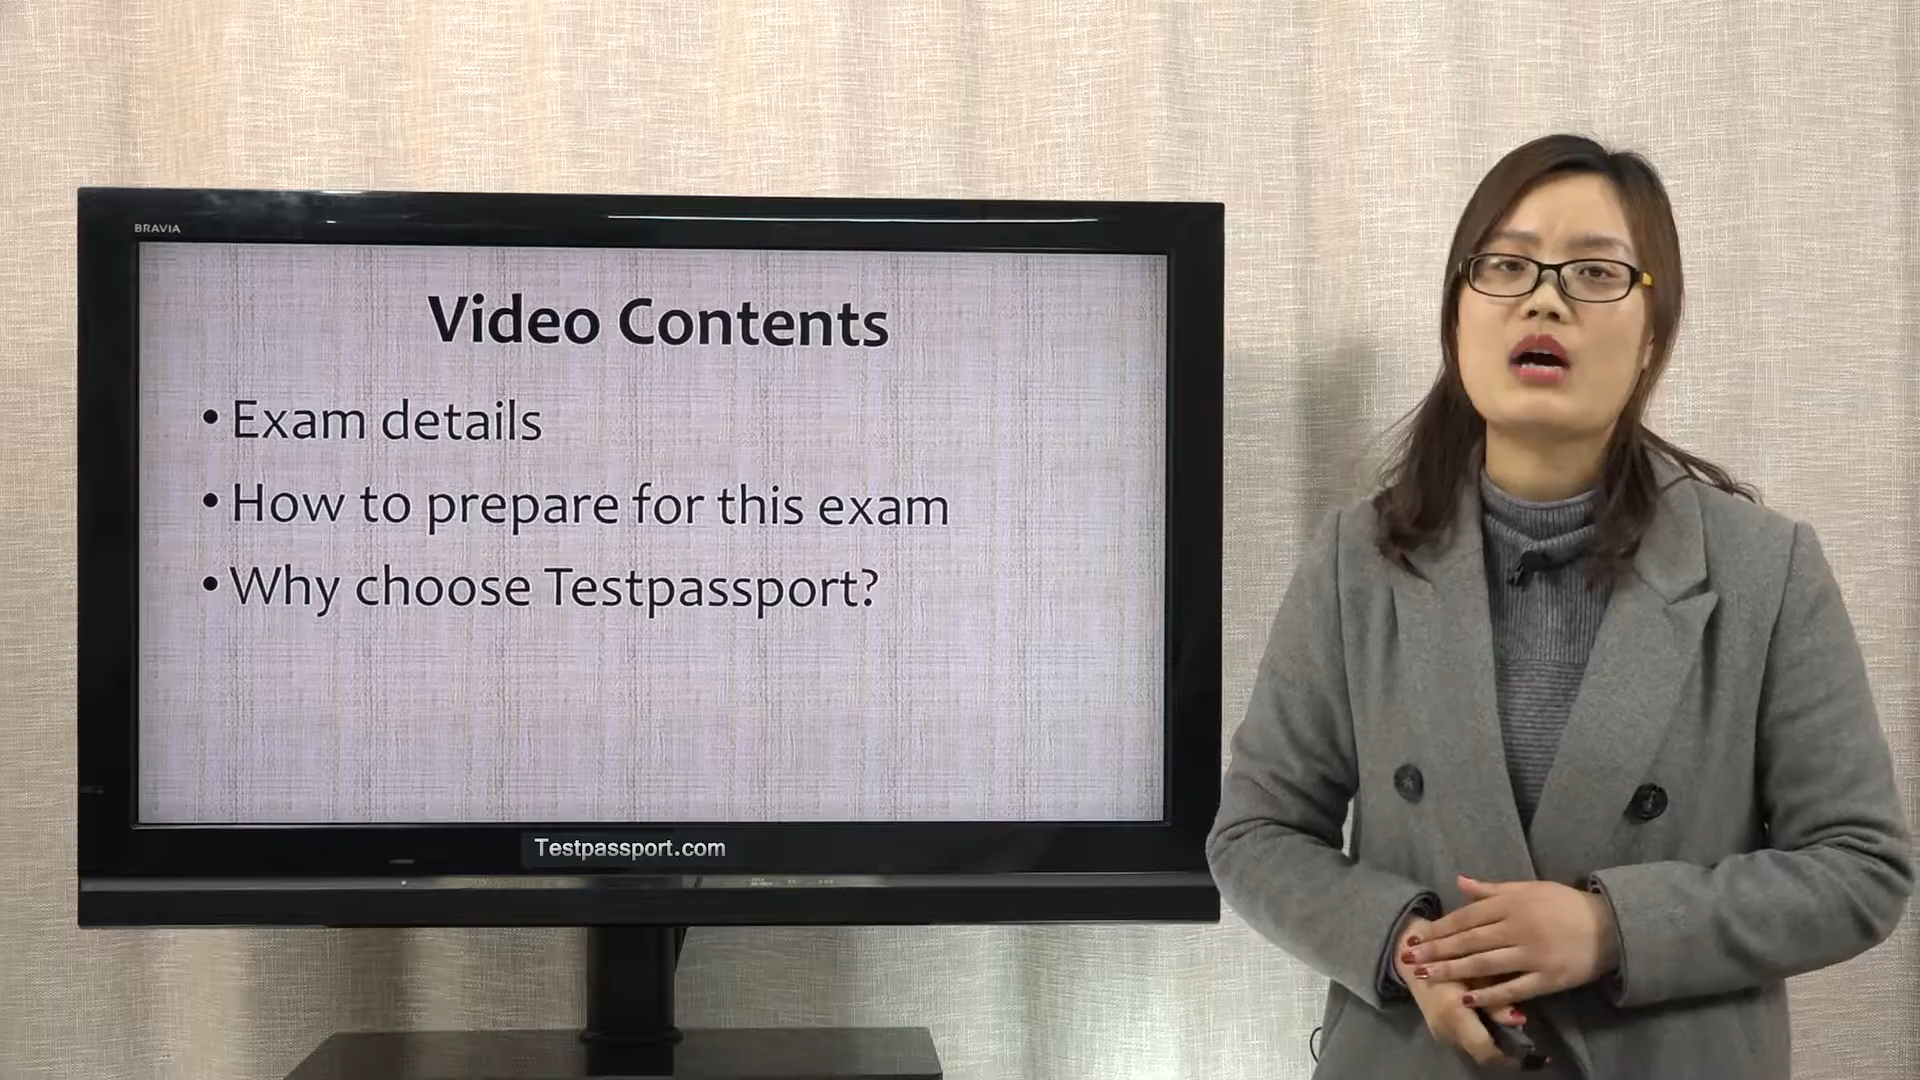 BRAVIA
Video Contents
• Exam details
• How to prepare for this exam
• Why choose Testpassport?
Testpassport.com